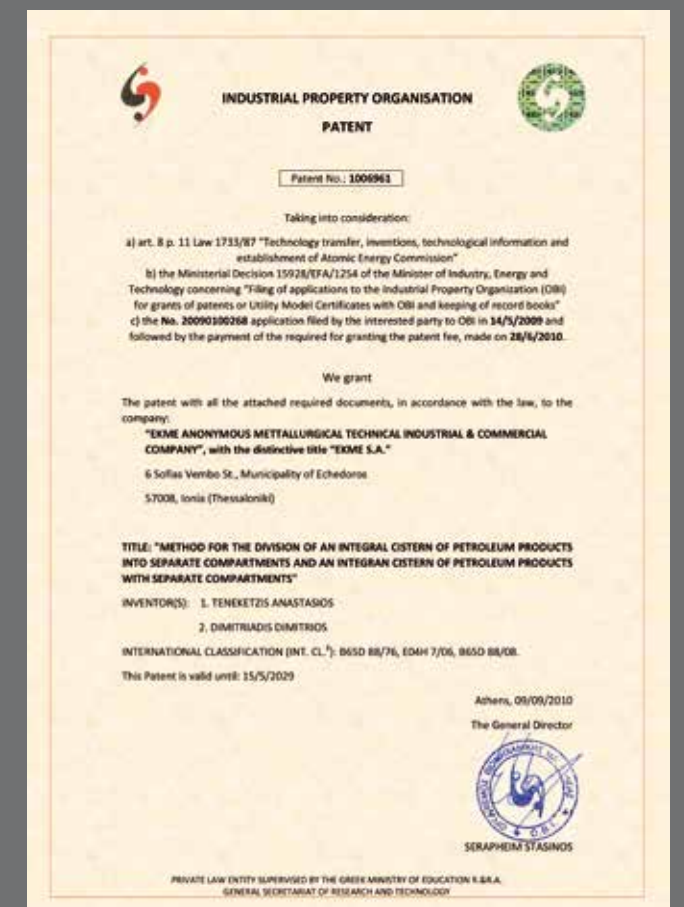 INDUSTRIAL PROPERTY ORGANISATION
PATENT
Patent No.: 1006961
Taking into consideration:
a) art. 8 p. 11 Law 1733/87 "Technology transfer, inventions, technological information and
establishment of Atomic Energy Commission"
b) the Ministerial Decision 15928/EFA/1254 of the Minister of Industry, Energy and
Technology concerning "Filing of applications to the Industrial Property Organization (OBI)
for grants of patents or Utility Model Certificates with OBI and keeping of record books"
c) the No. 20090100268 application filed by the interested party to OBI in 14/5/2009 and
followed by the payment of the required for granting the patent fee, made on 28/6/2010.
We grant
The patent with all the attached required documents, in accordance with the law, to the
company:
"EKME ANONYMOUS METTALLURGICAL TECHNICAL INDUSTRIAL & COMMERCIAL
COMPANY", with the distinctive title "EKME S.A."
6 Sofias Vembo St., Municipality of Echedoros
57008, Ionia (Thessaloniki)
TITLE: "METHOD FOR THE DIVISION OF AN INTEGRAL CISTERN OF PETROLEUM PRODUCTS
INTO SEPARATE COMPARTMENTS AND AN INTEGRAN CISTERN OF PETROLEUM PRODUCTS
WITH SEPARATE COMPARTMENTS"
INVENTOR(S): 1. TENEKETZIS ANASTASIOS
2. DIMITRIADIS DIMITRIOS
INTERNATIONAL CLASSIFICATION (INT. CL.⁸): B65D 88/76, E04H 7/06, B65D 88/08.
This Patent is valid until: 15/5/2029
Athens, 09/09/2010
The General Director
O.B.I.
SERAPHEIM STASINOS
PRIVATE LAW ENTITY SUPERVISED BY THE GREEK MINISTRY OF EDUCATION R.&R.A.
GENERAL SECRETARIAT OF RESEARCH AND TECHNOLOGY